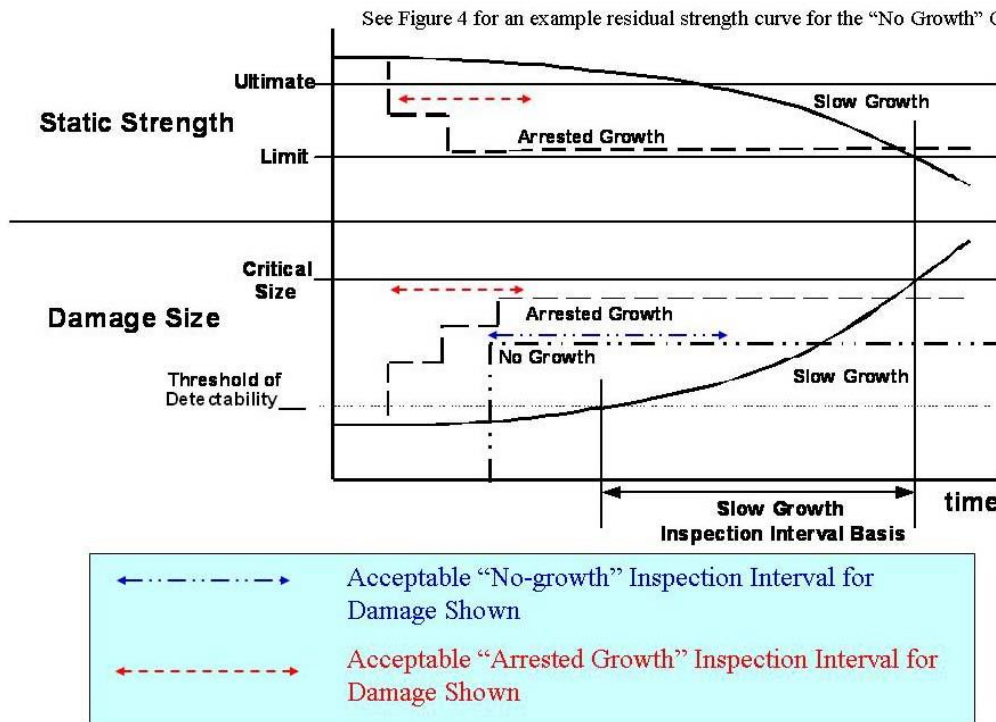 See Figure 4 for an example residual strength curve for the “No Growth”
Ultimate
Slow Growth
Static Strength
Arrested Growth
Limit
Critical
Size
Arrested Growth
Damage Size
No Growth
Slow Growth
Threshold of
Detectability
time
Slow Growth
Inspection Interval Basis
Acceptable “No-growth” Inspection Interval for
Damage Shown
Acceptable “Arrested Growth” Inspection Interval for
Damage Shown